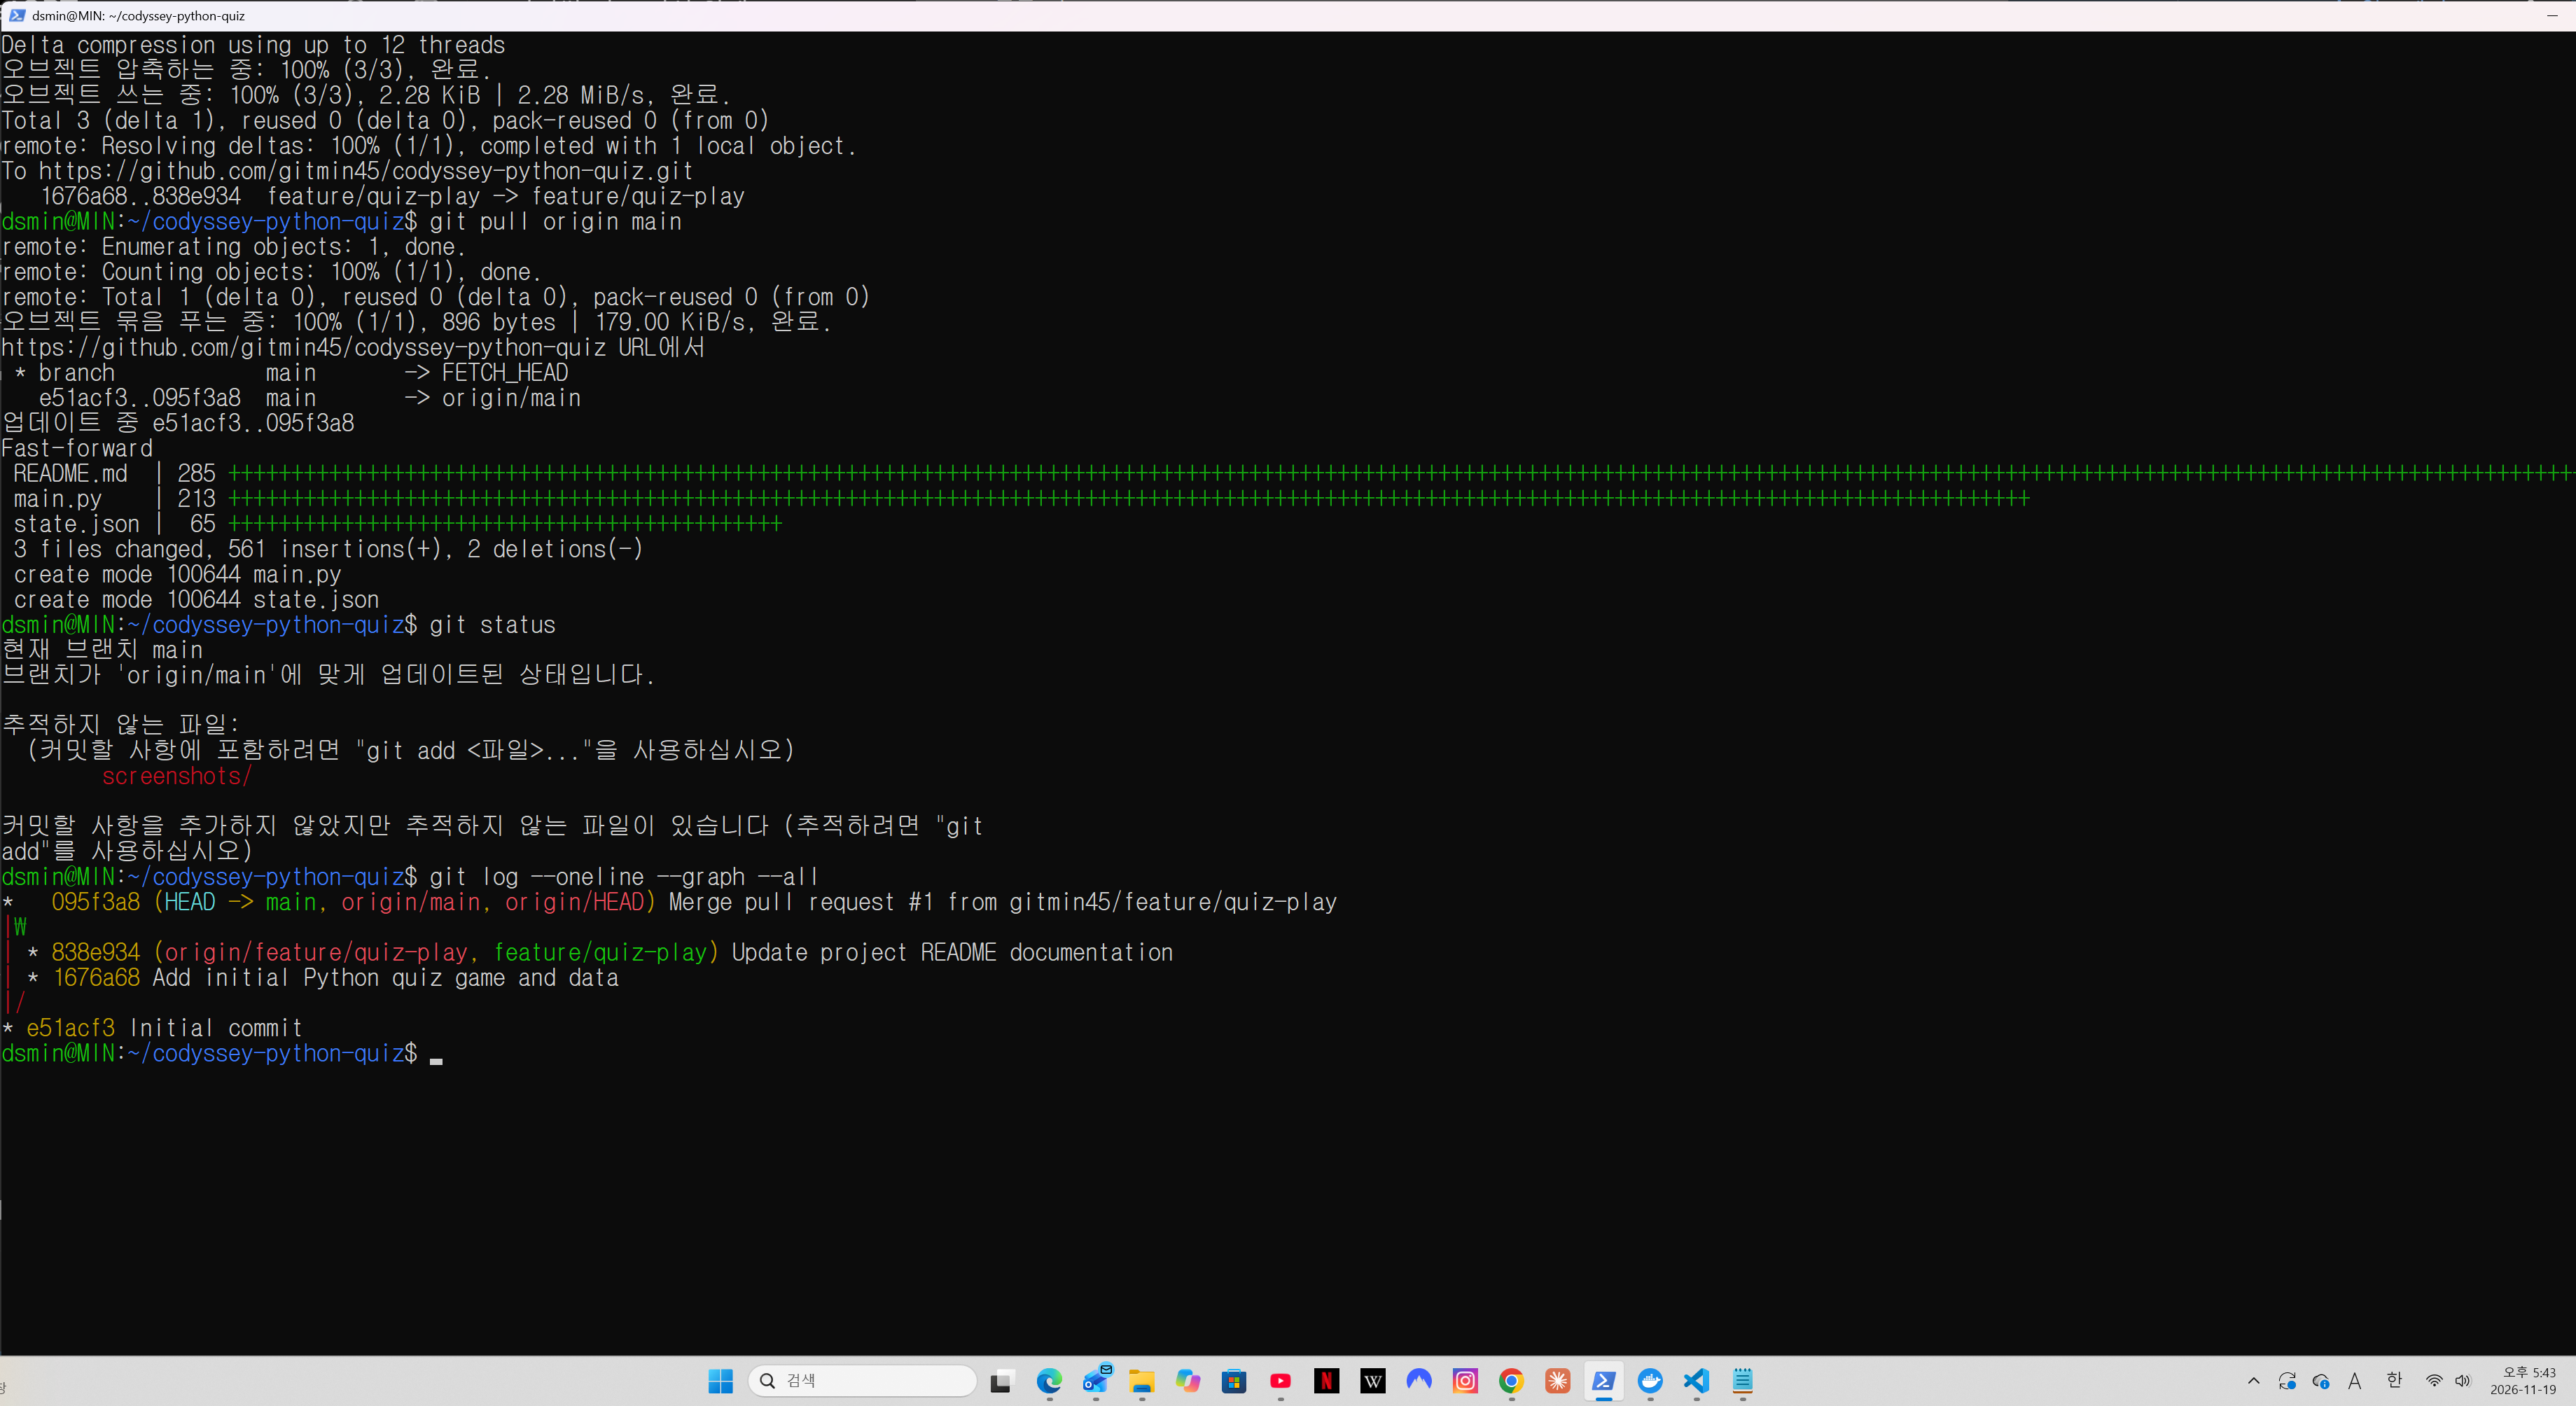 dsmin@MIN: ~/codyssey-python-quiz
Delta compression using up to 12 threads
오브젝트 압축하는 중: 100% (3/3), 완료.
오브젝트 쓰는 중: 100% (3/3), 2.28 KiB | 2.28 MiB/s, 완료.
Total 3 (delta 1), reused 0 (delta 0), pack-reused 0 (from 0)
remote: Resolving deltas: 100% (1/1), completed with 1 local object.
To https://github.com/gitmin45/codyssey-python-quiz.git
   1676a68..838e934  feature/quiz-play -> feature/quiz-play
dsmin@MIN:~/codyssey-python-quiz$ git pull origin main
remote: Enumerating objects: 1, done.
remote: Counting objects: 100% (1/1), done.
remote: Total 1 (delta 0), reused 0 (delta 0), pack-reused 0 (from 0)
오브젝트 묶음 푸는 중: 100% (1/1), 896 bytes | 179.00 KiB/s, 완료.
https://github.com/gitmin45/codyssey-python-quiz URL에서
 * branch            main       -> FETCH_HEAD
   e51acf3..095f3a8  main       -> origin/main
업데이트 중 e51acf3..095f3a8
Fast-forward
 README.md  | 285 +++++++++++++++++++++++++++++++++++++++++++++++++++++++++++++++++++++++++++++++++++++++++++++++++++++++++++++++++++++++++++++++++++++++++++++++++++++++++++++++++++++++++++++++++++++++++
 main.py    | 213 ++++++++++++++++++++++++++++++++++++++++++++++++++++++++++++++++++++++++++++++++++++++++++++++++++++++++++++++++++++++++++++++++++++++++++++++
 state.json |  65 ++++++++++++++++++++++++++++++++++++++++++++
 3 files changed, 561 insertions(+), 2 deletions(-)
 create mode 100644 main.py
 create mode 100644 state.json
dsmin@MIN:~/codyssey-python-quiz$ git status
현재 브랜치 main
브랜치가 'origin/main'에 맞게 업데이트된 상태입니다.
추적하지 않는 파일:
  (커밋할 사항에 포함하려면 "git add <파일>..."을 사용하십시오)
        screenshots/
커밋할 사항을 추가하지 않았지만 추적하지 않는 파일이 있습니다 (추적하려면 "git
add"를 사용하십시오)
dsmin@MIN:~/codyssey-python-quiz$ git log --oneline --graph --all
*   095f3a8 (HEAD -> main, origin/main, origin/HEAD) Merge pull request #1 from gitmin45/feature/quiz-play
|₩
| * 838e934 (origin/feature/quiz-play, feature/quiz-play) Update project README documentation
| * 1676a68 Add initial Python quiz game and data
|/
* e51acf3 Initial commit
dsmin@MIN:~/codyssey-python-quiz$
검색
A
한
오후 5:43
2026-11-19